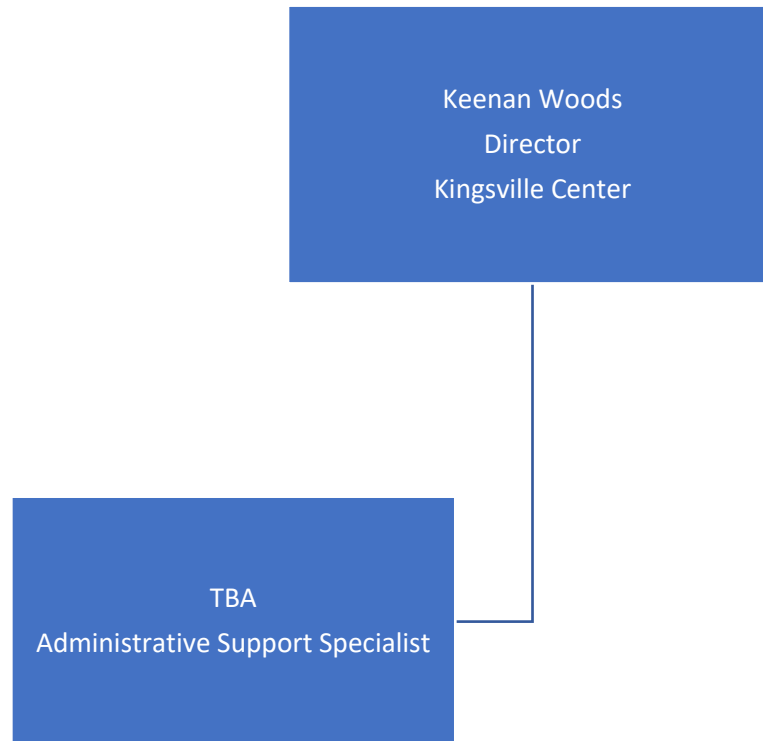 Keenan Woods
Director
Kingsville Center
TBA
Administrative Support Specialist